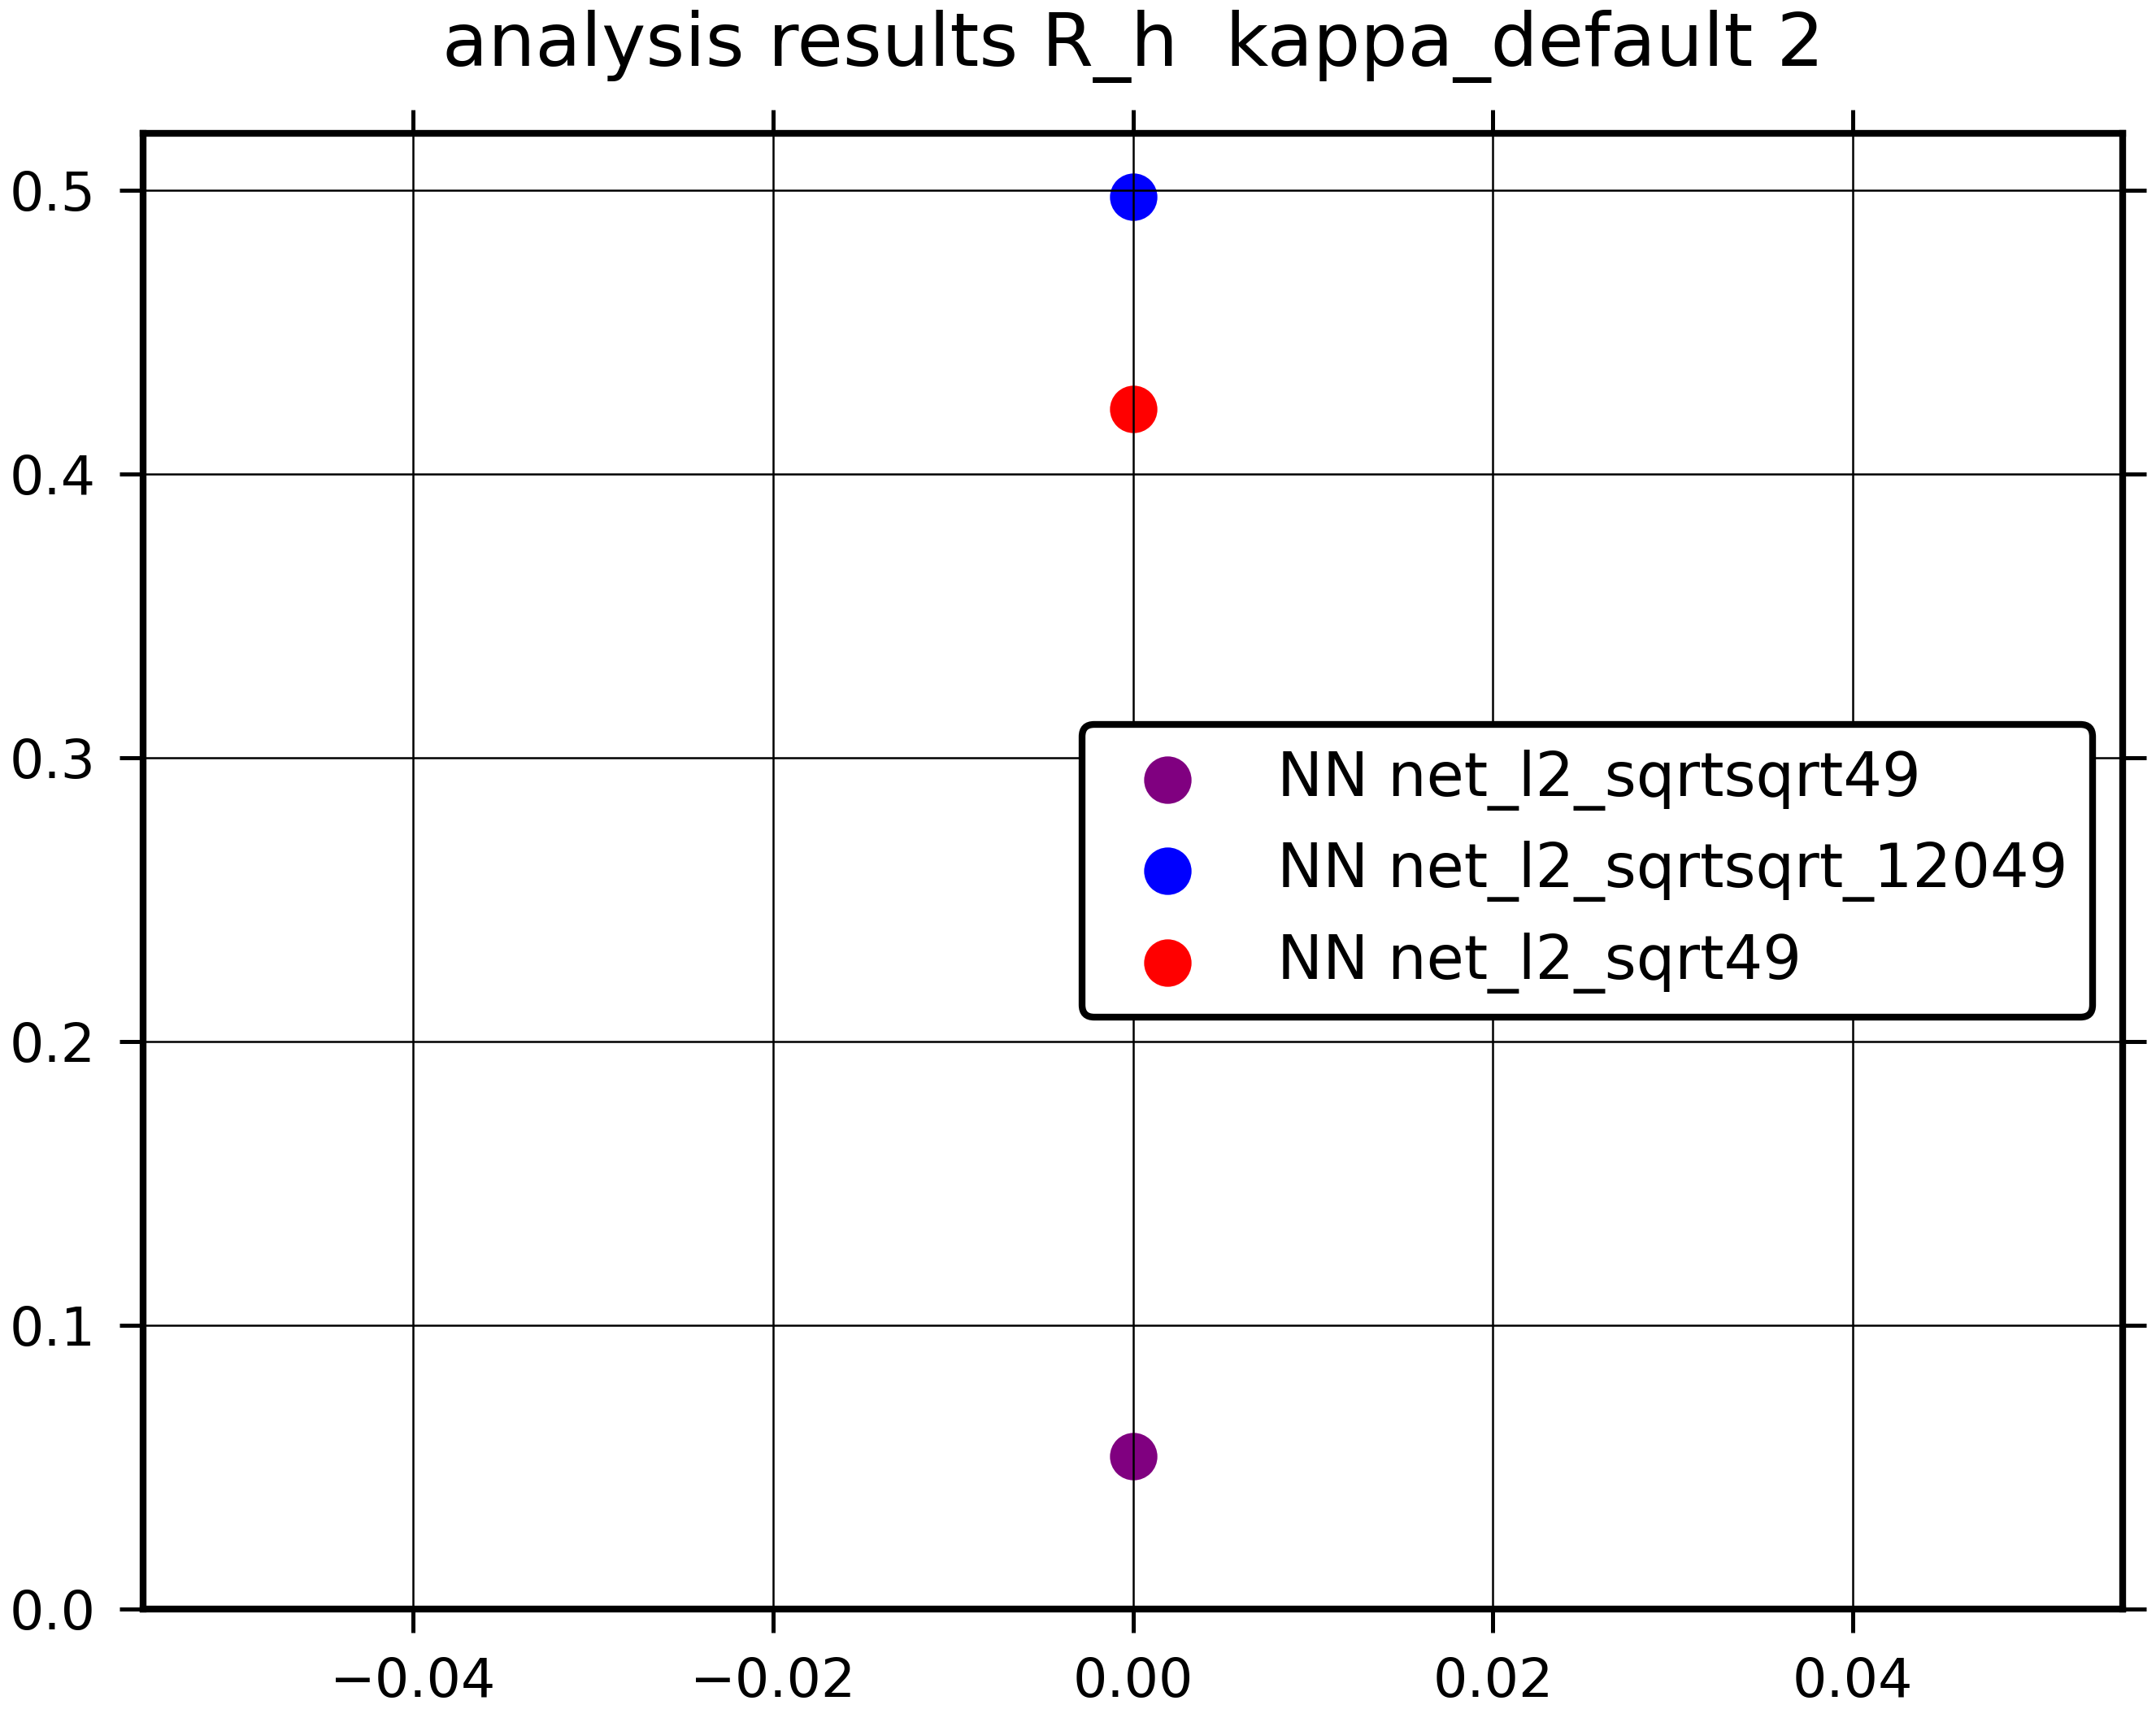 analysis results R_h  kappa_default 2
0.5
0.4
0.3
0.2
0.1
0.0
NN net_l2_sqrtsqrt49
NN net_l2_sqrtsqrt_12049
NN net_l2_sqrt49
−0.04 −0.02 0.00 0.02 0.04